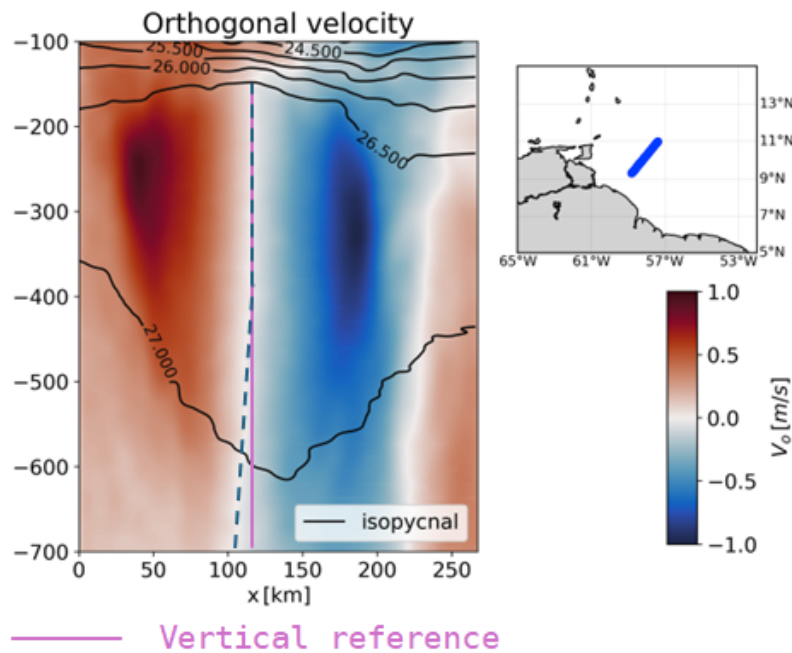 Orthogonal velocity
−100
−200
−300
−400
−500
−600
−700
25.500
24.500
26.000
26.500
27.000
isopycnal
0
50
100
150
200
250
x [km]
13°N
11°N
9°N
7°N
5°N
65°W
61°W
57°W
53°W
1.0
0.5
0.0
−0.5
−1.0
Vo [m/s]
Vertical reference